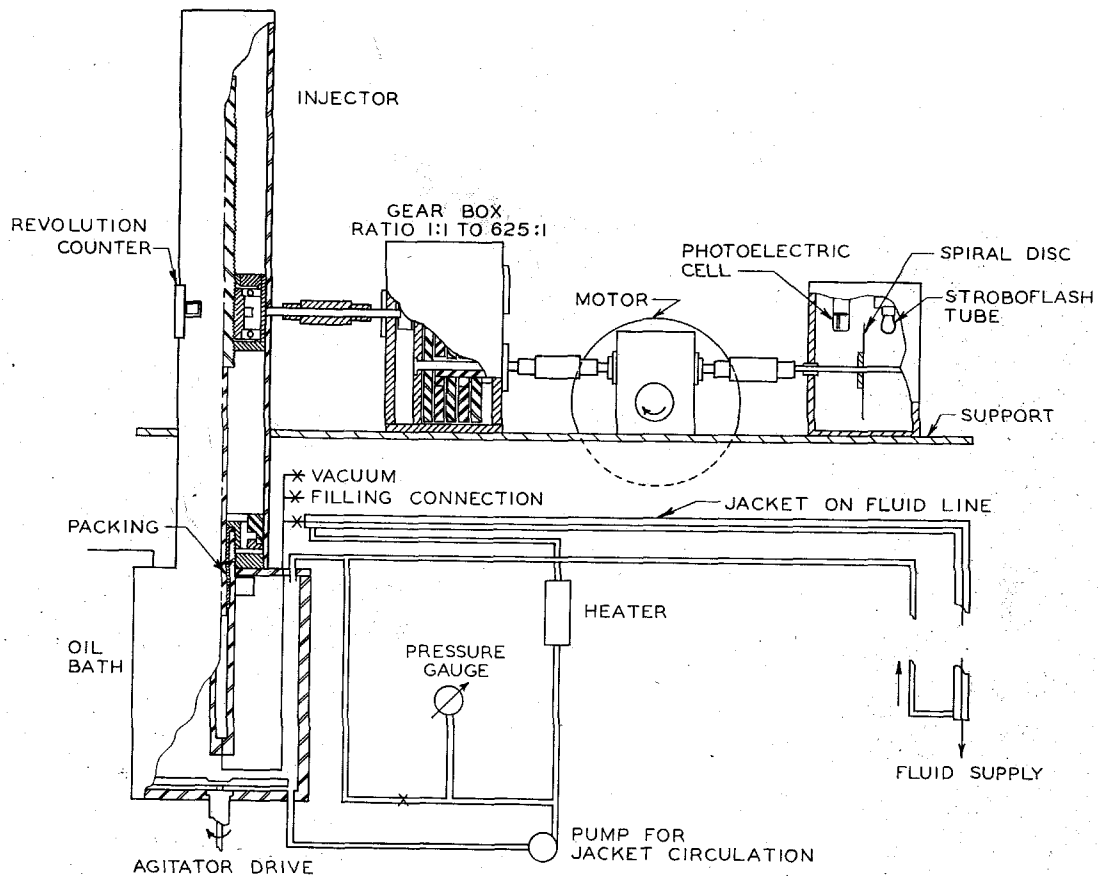 INJECTOR
REVOLUTION
COUNTER
GEAR BOX
RATIO 1:1 TO 625:1
MOTOR
PHOTOELECTRIC
CELL
SPIRAL DISC
STROBOFLASH
TUBE
SUPPORT
VACUUM
FILLING CONNECTION
JACKET ON FLUID LINE
PACKING
HEATER
OIL
BATH
PRESSURE
GAUGE
FLUID SUPPLY
PUMP FOR
JACKET CIRCULATION
AGITATOR DRIVE